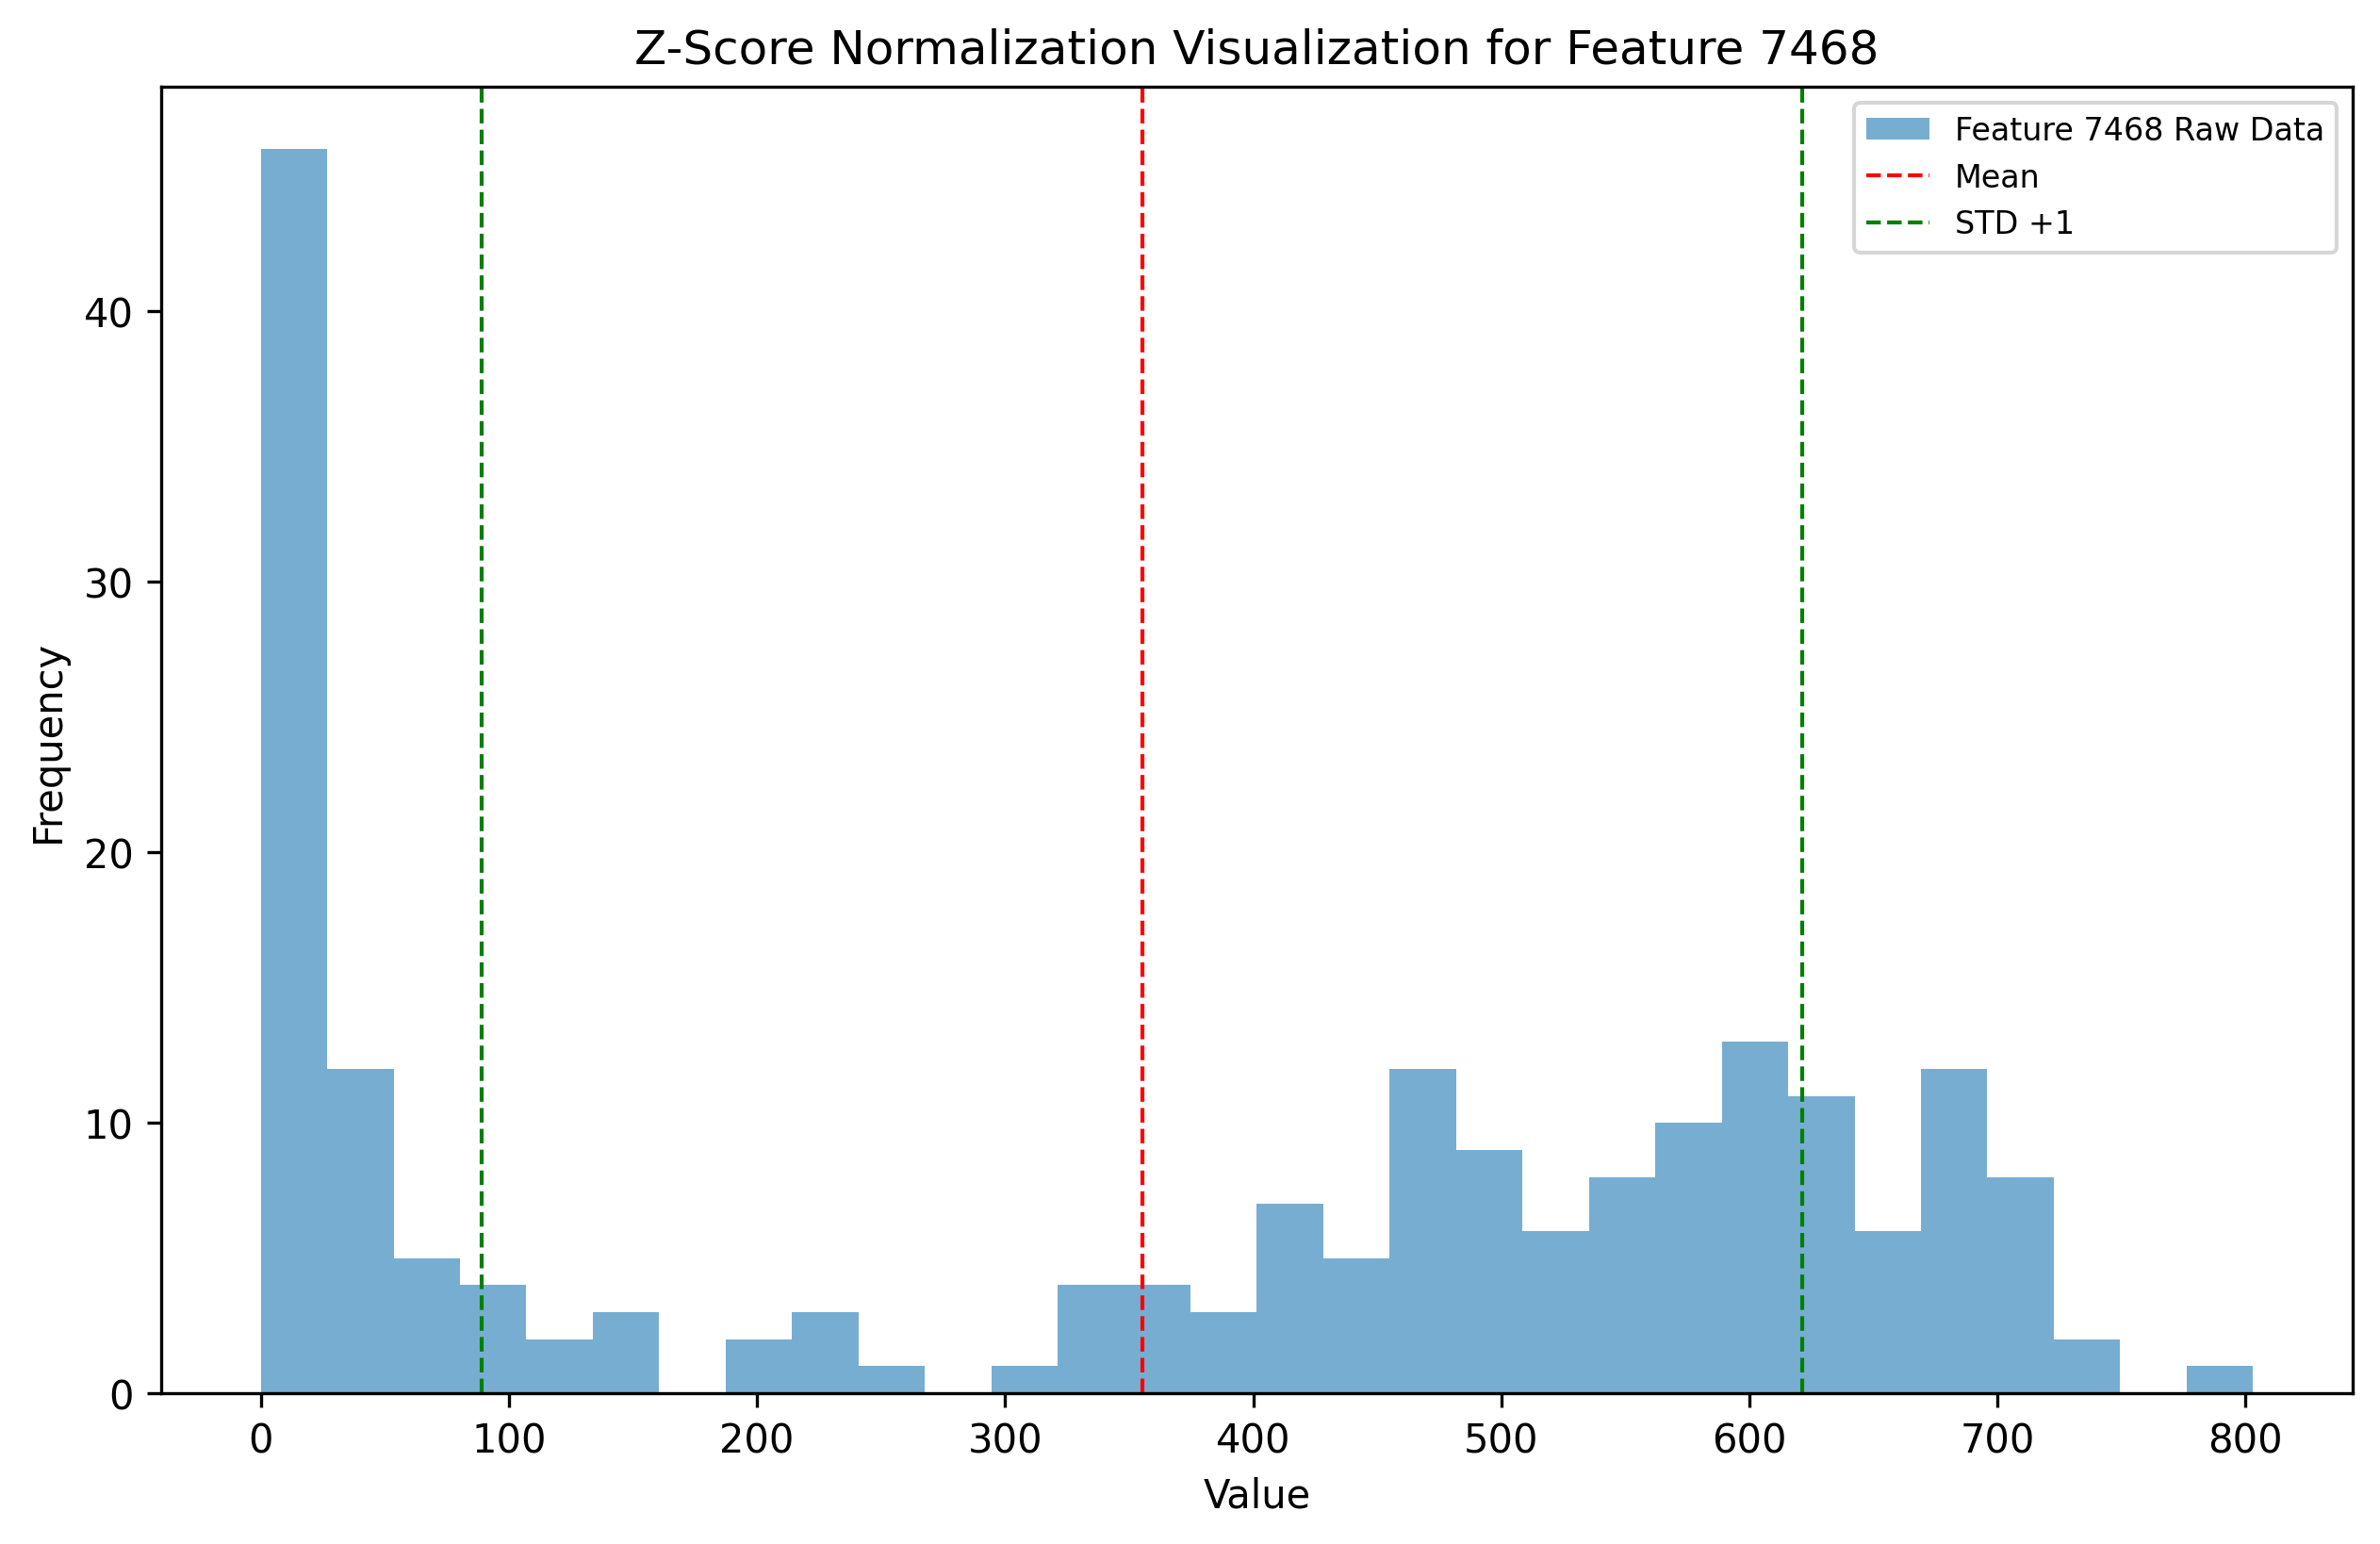 Z-Score Normalization Visualization for Feature 7468
Feature 7468 Raw Data
Mean
STD +1
Frequency
40
30
20
10
0
0 100 200 300 400 500 600 700 800
Value